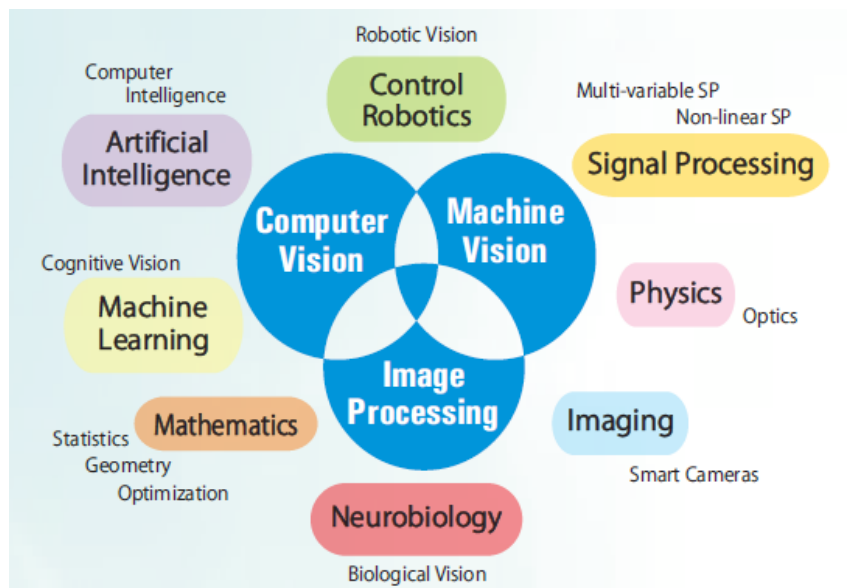 Robotic Vision
Control
Robotics
Computer
Intelligence
Artificial
Intelligence
Multi-variable SP
Non-linear SP
Signal Processing
Computer
Vision
Machine
Vision
Cognitive Vision
Machine
Learning
Physics
Optics
Image
Processing
Mathematics
Statistics
Geometry
Optimization
Imaging
Smart Cameras
Neurobiology
Biological Vision